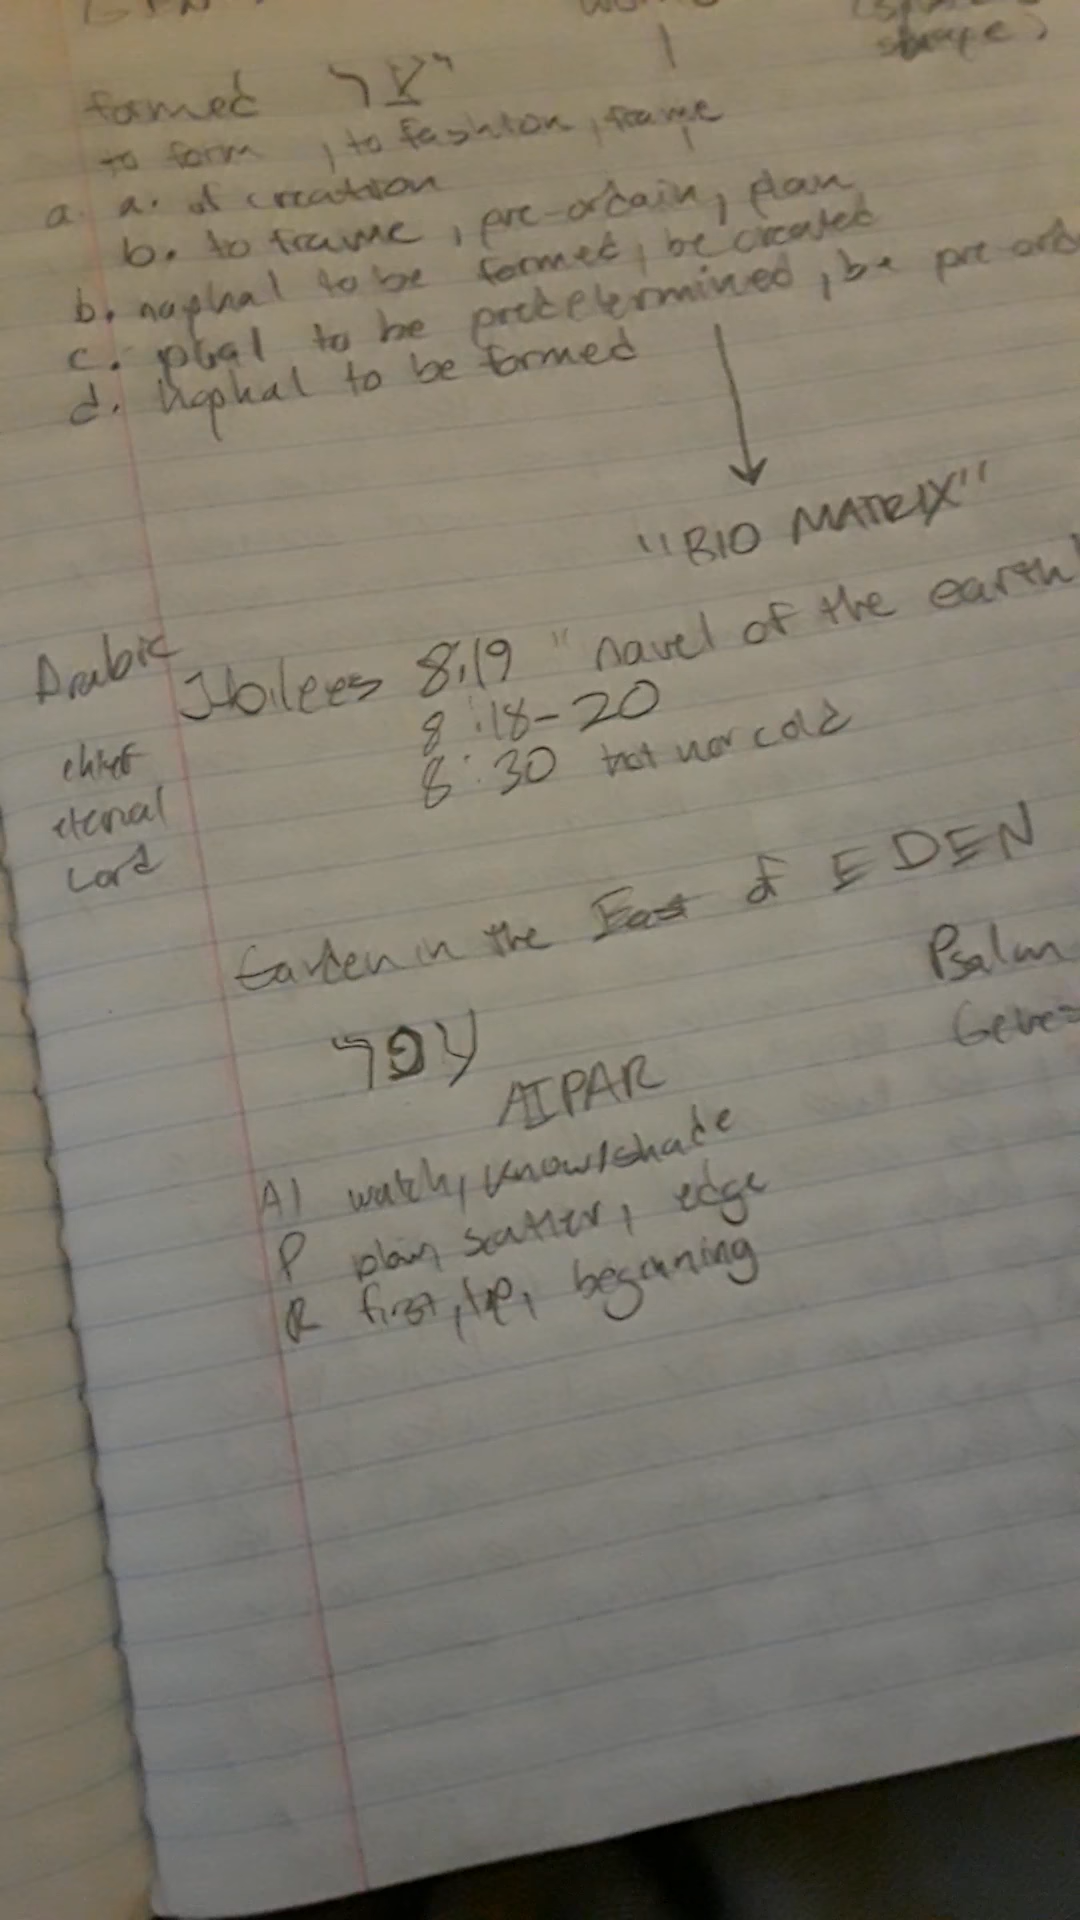 formed יצר
to form, to fashion, frame
a. a. of creation
b. to frame, pre-ordain, plan
b. naphal to be formed, be created
c. pual to be predetermined, be pre ord
d. hophal to be formed
"BIO MATRIX"
Arabic
Jubilees 8:19 "navel of the earth"
8:18-20
8:30 hot nor cold
chief
eternal
Lord
Garden in the East of EDEN
Psalm
Gene
עפר
AIPAR
AI watch, know/shade
P plan, scatter, edge
R first, top, beginning